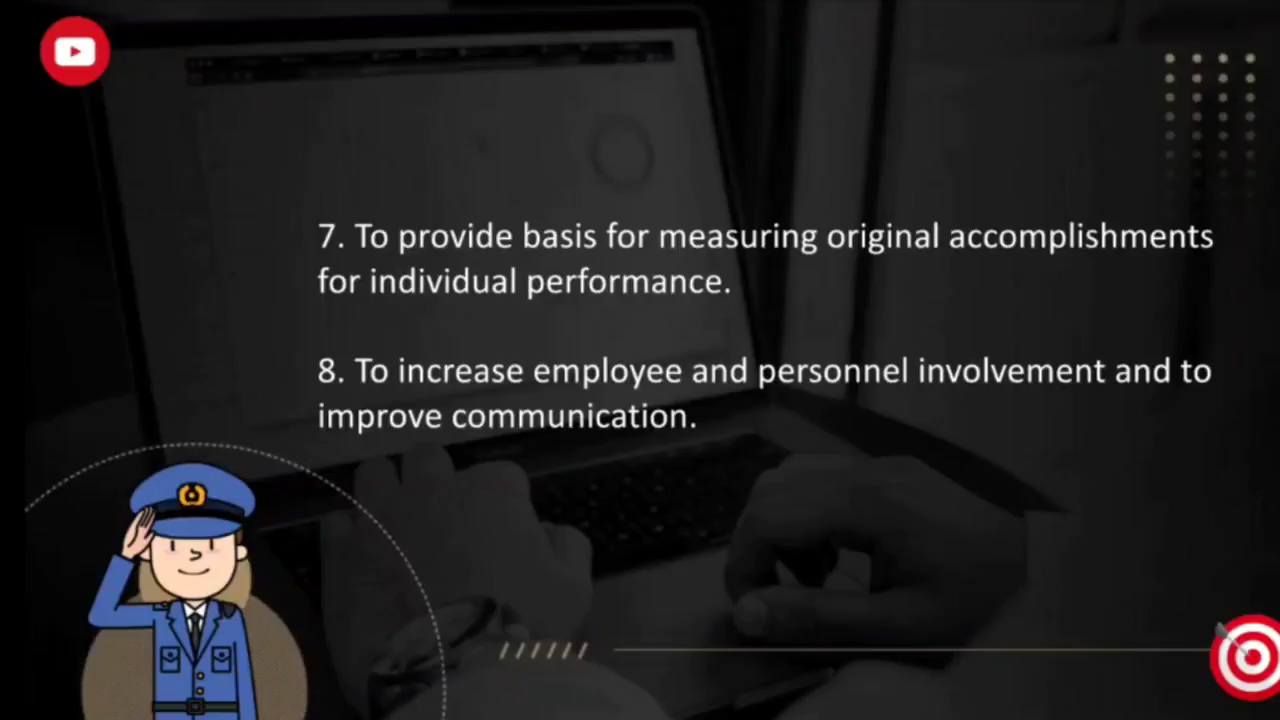 7. To provide basis for measuring original accomplishments
for individual performance.
8. To increase employee and personnel involvement and to
improve communication.